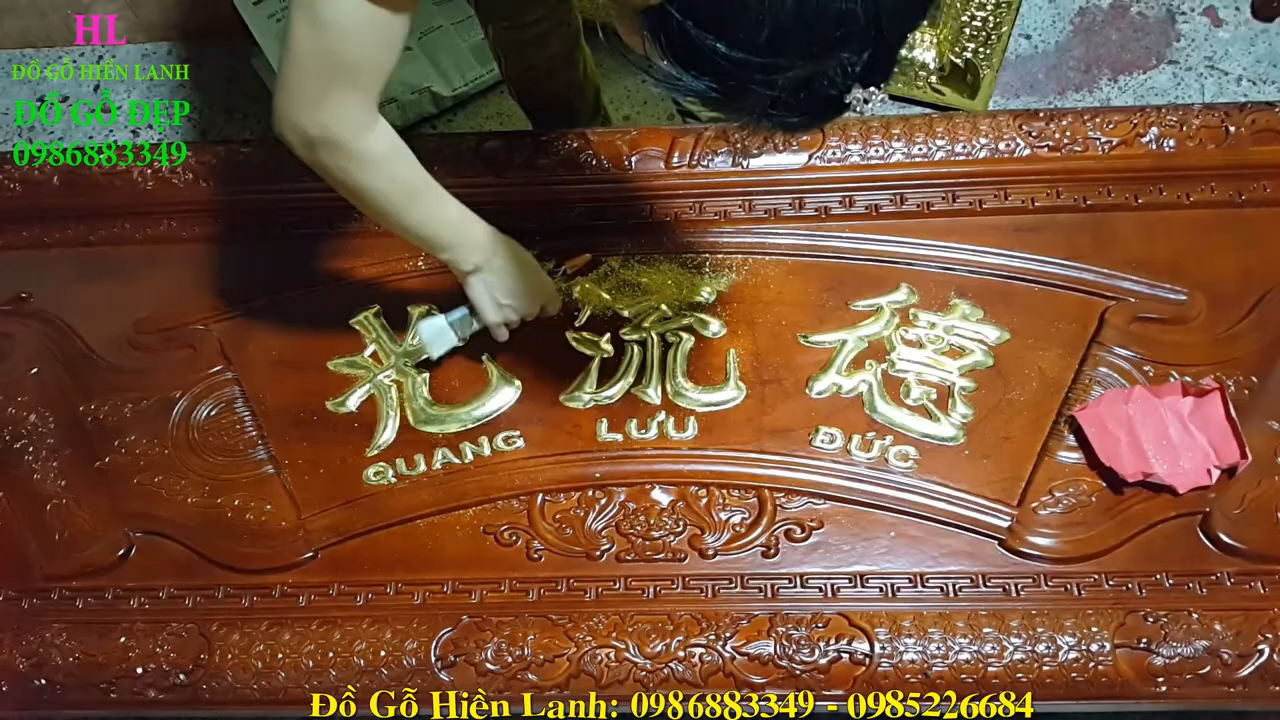 HL
ĐỒ GỖ HIỀN LANH
ĐỒ GỖ ĐẸP
0986883349
光 流 德
QUANG LƯU ĐỨC
Đồ Gỗ Hiền Lanh: 0986883349 - 0985226684